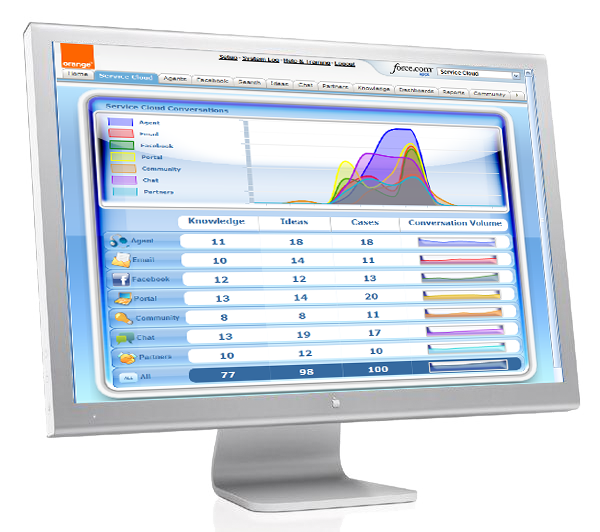 orange
Setup · System Log · Help & Training · Logout
force.com
apps
Service Cloud
Home Service Cloud Agents Facebook Search Ideas Chat Partners Knowledge Dashboards Reports Community
Service Cloud Conversations
Agent
Email
Facebook
Portal
Community
Chat
Partners
Knowledge Ideas Cases Conversation Volume
Agent 11 18 18
Email 10 14 11
Facebook 12 12 13
Portal 13 14 20
Community 8 8 11
Chat 13 19 17
Partners 10 12 10
ALL All 77 98 100